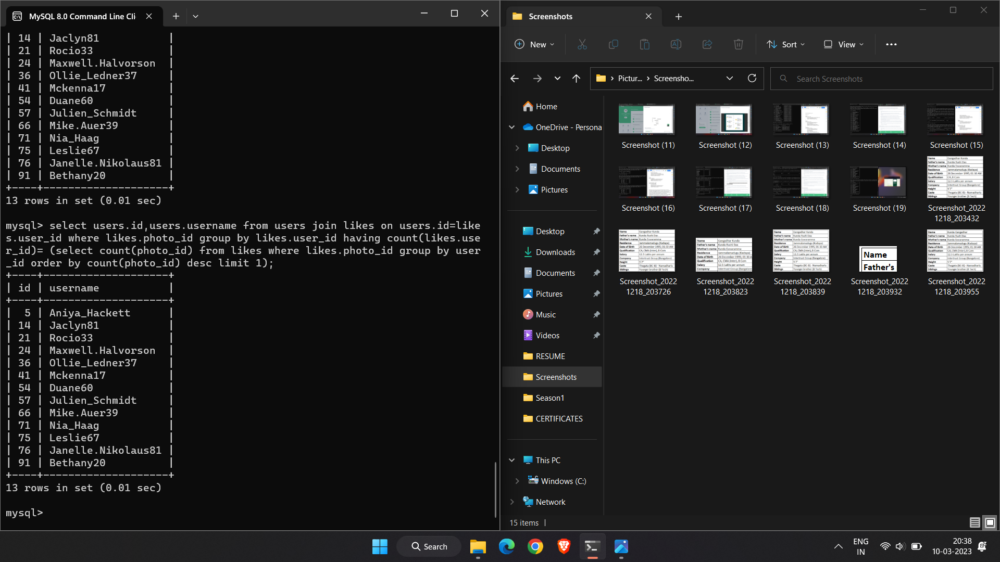 MySQL 8.0 Command Line Cli
| 14 | Jaclyn81            |
| 21 | Rocio33             |
| 24 | Maxwell.Halvorson   |
| 36 | Ollie_Ledner37      |
| 41 | Mckenna17           |
| 54 | Duane60             |
| 57 | Julien_Schmidt      |
| 66 | Mike.Auer39         |
| 71 | Nia_Haag            |
| 75 | Leslie67            |
| 76 | Janelle.Nikolaus81  |
| 91 | Bethany20           |
+----+---------------------+
13 rows in set (0.01 sec)
mysql> select users.id,users.username from users join likes on users.id=like
s.user_id where likes.photo_id group by likes.user_id having count(likes.use
r_id)= (select count(photo_id) from likes where likes.photo_id group by user
_id order by count(photo_id) desc limit 1);
+----+---------------------+
| id | username            |
+----+---------------------+
|  5 | Aniya_Hackett       |
| 14 | Jaclyn81            |
| 21 | Rocio33             |
| 24 | Maxwell.Halvorson   |
| 36 | Ollie_Ledner37      |
| 41 | Mckenna17           |
| 54 | Duane60             |
| 57 | Julien_Schmidt      |
| 66 | Mike.Auer39         |
| 71 | Nia_Haag            |
| 75 | Leslie67            |
| 76 | Janelle.Nikolaus81  |
| 91 | Bethany20           |
+----+---------------------+
13 rows in set (0.01 sec)
mysql>
Screenshots
New Sort View
Pictur... Screensho...
Search Screenshots
Home
OneDrive - Persona
Desktop
Documents
Pictures
Desktop
Downloads
Documents
Pictures
Music
Videos
RESUME
Screenshots
Season1
CERTIFICATES
This PC
Windows (C:)
Network
Screenshot (11) Screenshot (12) Screenshot (13) Screenshot (14) Screenshot (15)
Screenshot (16) Screenshot (17) Screenshot (18) Screenshot (19) Screenshot_2022
1218_203432
Name
Father's
Screenshot_2022 Screenshot_2022 Screenshot_2022 Screenshot_2022 Screenshot_2022
1218_203726 1218_203823 1218_203839 1218_203932 1218_203955
15 items
Search
ENG
IN
20:38
10-03-2023